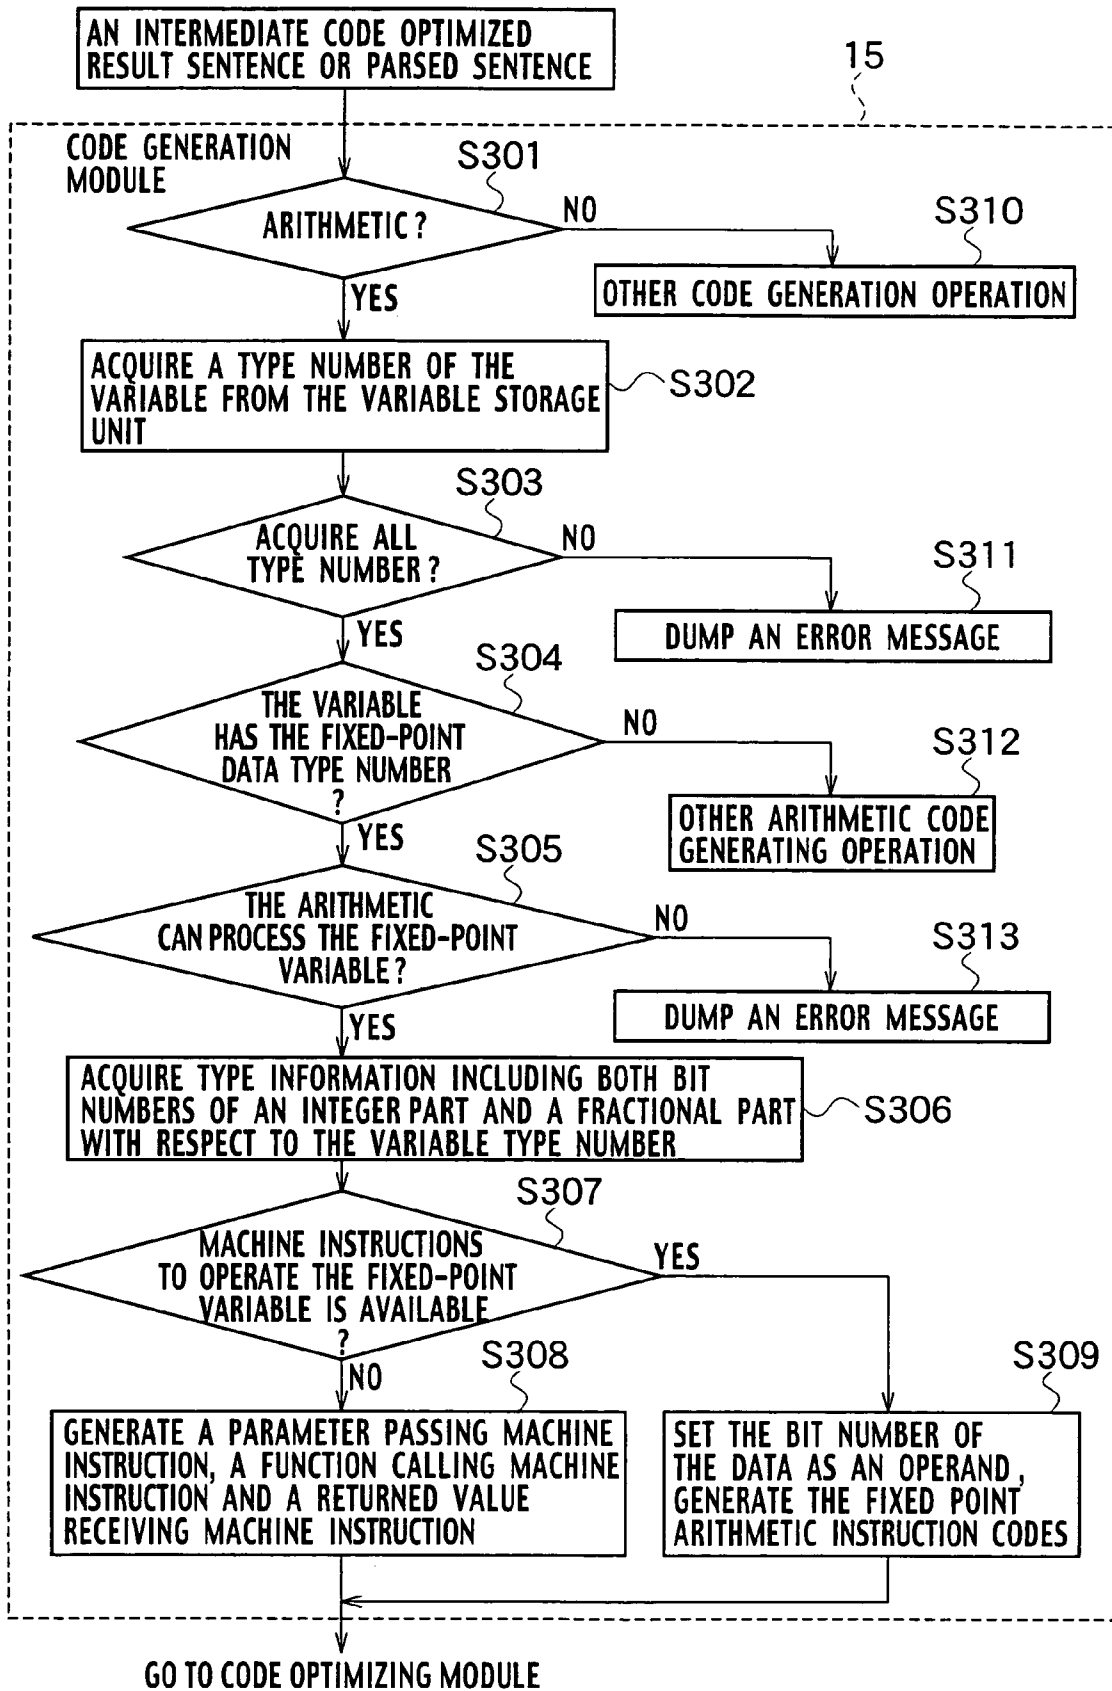 AN INTERMEDIATE CODE OPTIMIZED
RESULT SENTENCE OR PARSED SENTENCE
15
CODE GENERATION
MODULE
S301
ARITHMETIC ?
NO
S310
OTHER CODE GENERATION OPERATION
YES
ACQUIRE A TYPE NUMBER OF THE
VARIABLE FROM THE VARIABLE STORAGE
UNIT
S302
S303
ACQUIRE ALL
TYPE NUMBER ?
NO
S311
DUMP AN ERROR MESSAGE
YES
S304
THE VARIABLE
HAS THE FIXED-POINT
DATA TYPE NUMBER
?
NO
S312
OTHER ARITHMETIC CODE
GENERATING OPERATION
YES
S305
THE ARITHMETIC
CAN PROCESS THE FIXED-POINT
VARIABLE ?
NO
S313
DUMP AN ERROR MESSAGE
YES
ACQUIRE TYPE INFORMATION INCLUDING BOTH BIT
NUMBERS OF AN INTEGER PART AND A FRACTIONAL PART
WITH RESPECT TO THE VARIABLE TYPE NUMBER
S306
S307
MACHINE INSTRUCTIONS
TO OPERATE THE FIXED-POINT
VARIABLE IS AVAILABLE
?
YES
NO
S308
GENERATE A PARAMETER PASSING MACHINE
INSTRUCTION, A FUNCTION CALLING MACHINE
INSTRUCTION AND A RETURNED VALUE
RECEIVING MACHINE INSTRUCTION
S309
SET THE BIT NUMBER OF
THE DATA AS AN OPERAND,
GENERATE THE FIXED POINT
ARITHMETIC INSTRUCTION CODES
GO TO CODE OPTIMIZING MODULE